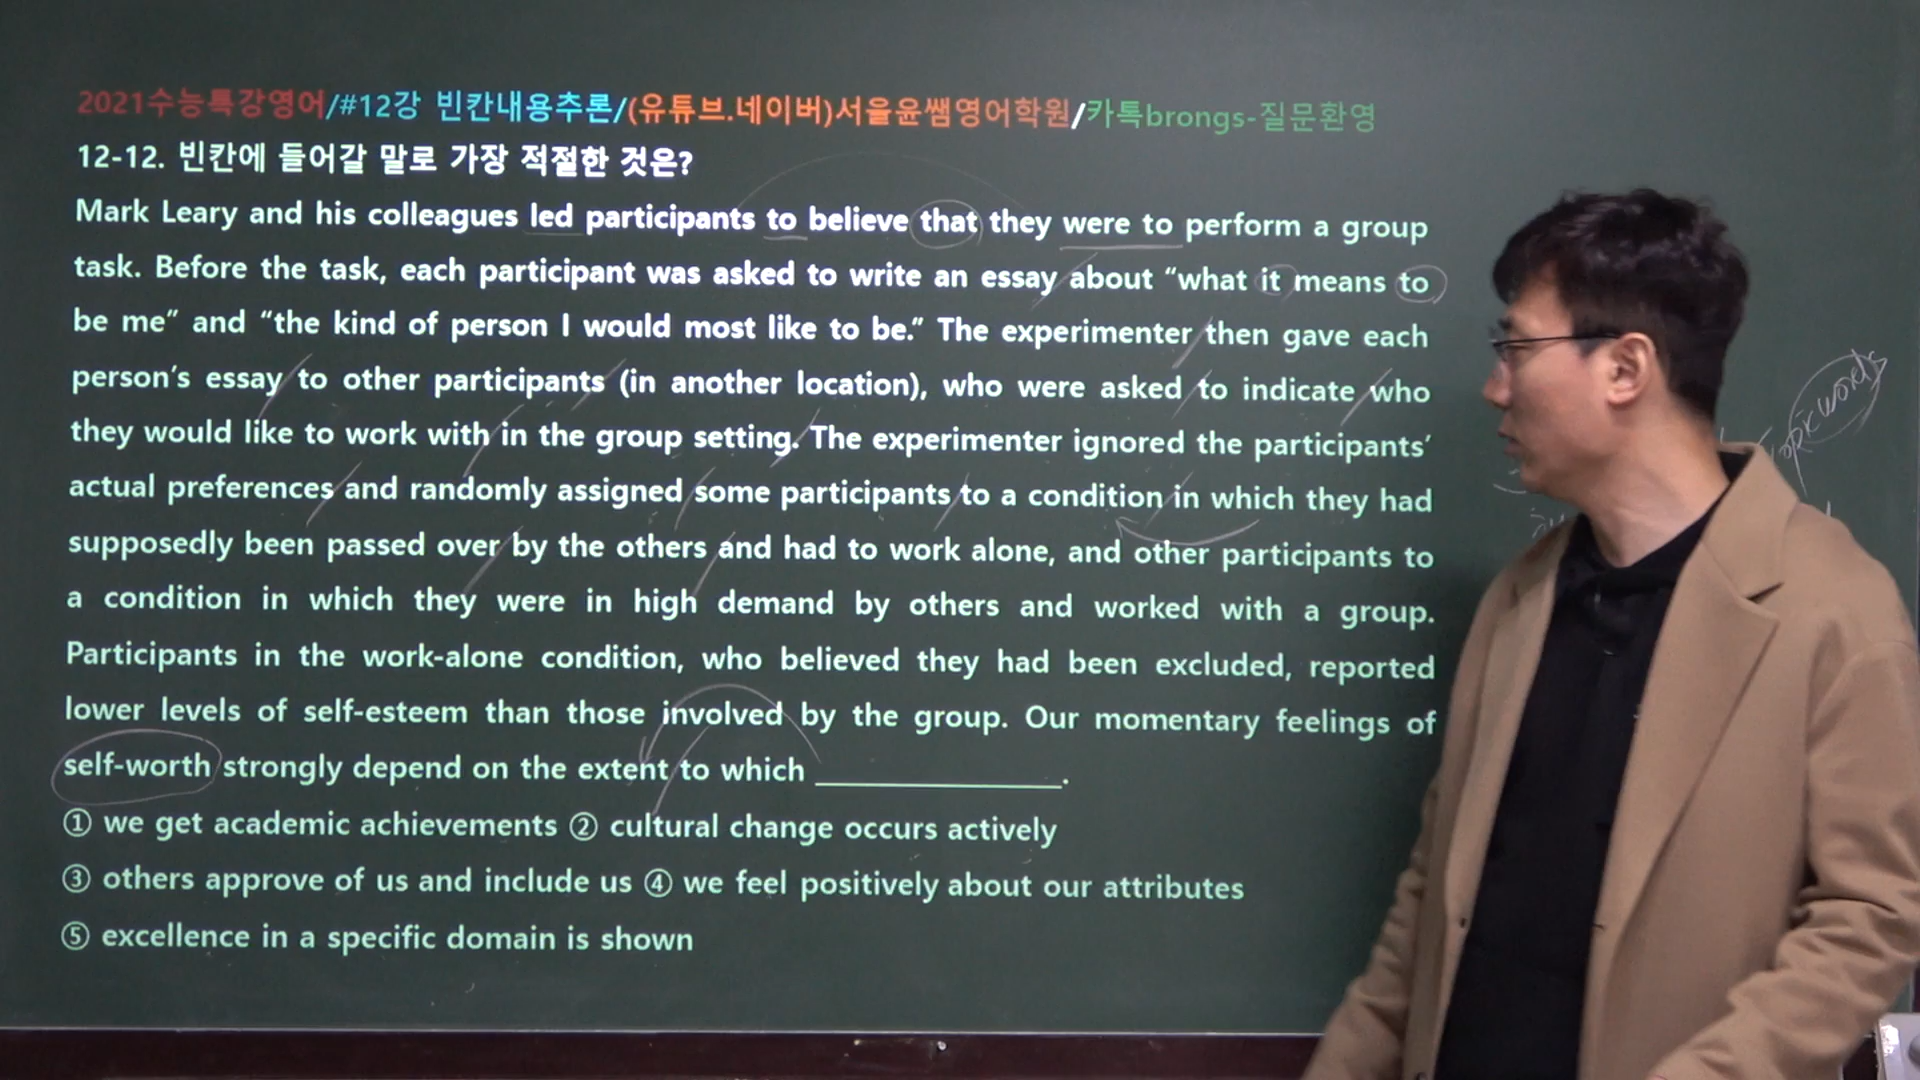 2021수능특강영어/#12강 빈칸내용추론/(유튜브.네이버)서울윤쌤영어학원/카톡brongs-질문환영
12-12. 빈칸에 들어갈 말로 가장 적절한 것은?
Mark Leary and his colleagues led participants to believe that they were to perform a group
task. Before the task, each participant was asked to write an essay about “what it means to
be me” and “the kind of person I would most like to be.” The experimenter then gave each
person’s essay to other participants (in another location), who were asked to indicate who
they would like to work with in the group setting. The experimenter ignored the participants’
actual preferences and randomly assigned some participants to a condition in which they had
supposedly been passed over by the others and had to work alone, and other participants to
a condition in which they were in high demand by others and worked with a group.
Participants in the work-alone condition, who believed they had been excluded, reported
lower levels of self-esteem than those involved by the group. Our momentary feelings of
self-worth strongly depend on the extent to which ______________.
① we get academic achievements ② cultural change occurs actively
③ others approve of us and include us ④ we feel positively about our attributes
⑤ excellence in a specific domain is shown
topic words